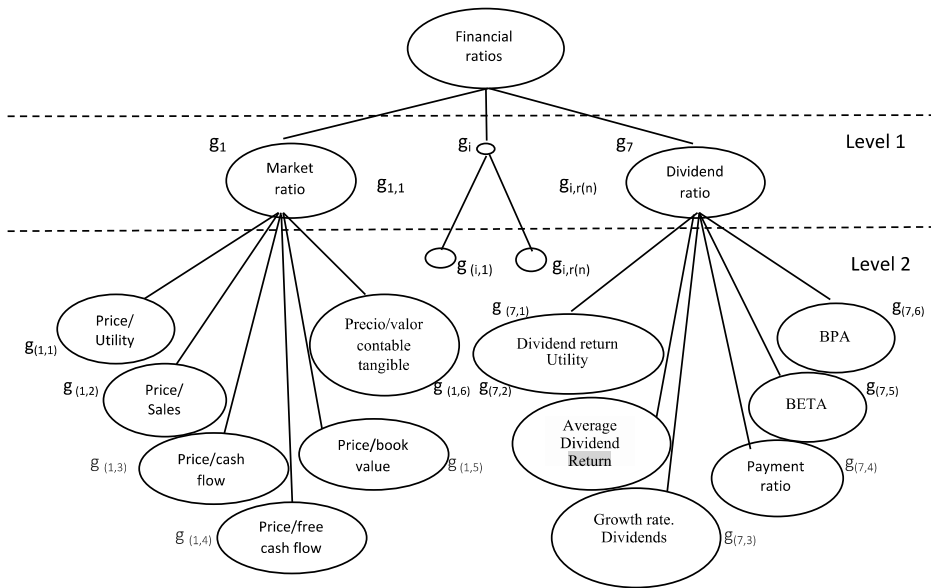 Financial
ratios
Level 1
g1
gi
g7
Market
ratio
g1,1
gi,r(n)
Dividend
ratio
g (i,1)
gi,r(n)
Level 2
Price/
Utility
g(1,1)
Precio/valor
contable
tangible
g (7,1)
Dividend return
Utility
g(7,6)
BPA
g (1,2)
Price/
Sales
g (1,6)
g(7,2)
BETA
g(7,5)
Average
Dividend
Return
g (1,3)
Price/cash
flow
Price/book
value
g (1,5)
Payment
ratio
g(7,4)
g (1,4)
Price/free
cash flow
Growth rate.
Dividends
g(7,3)